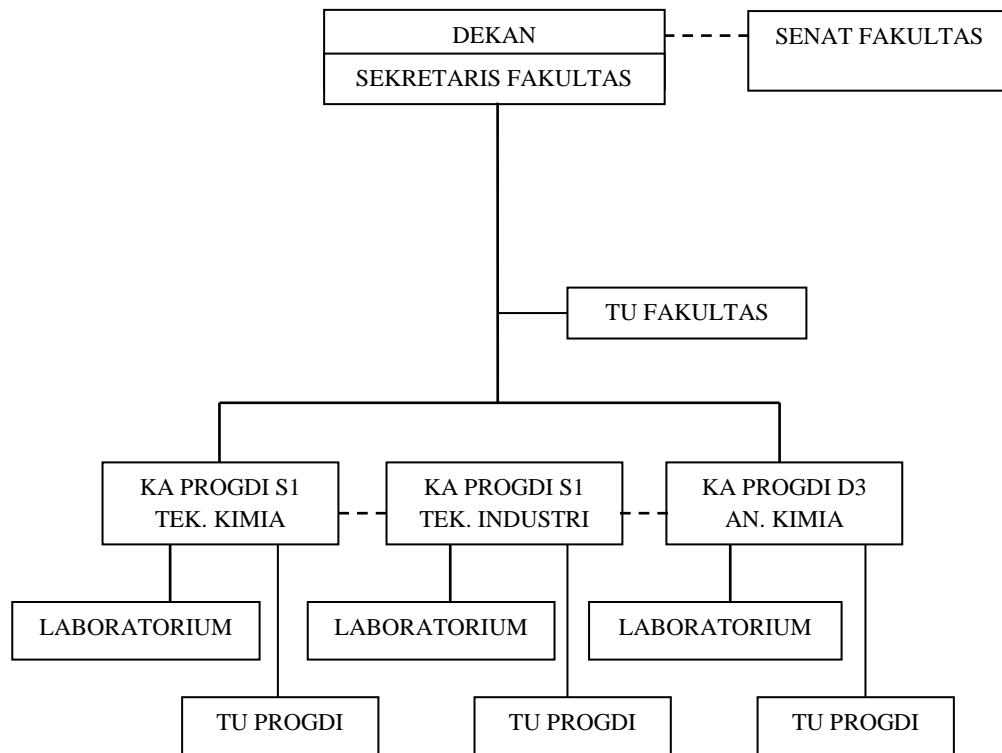 DEKAN
SENAT FAKULTAS
SEKRETARIS FAKULTAS
TU FAKULTAS
KA PROGDI S1
TEK. KIMIA
KA PROGDI S1
TEK. INDUSTRI
KA PROGDI D3
AN. KIMIA
LABORATORIUM
LABORATORIUM
LABORATORIUM
TU PROGDI
TU PROGDI
TU PROGDI